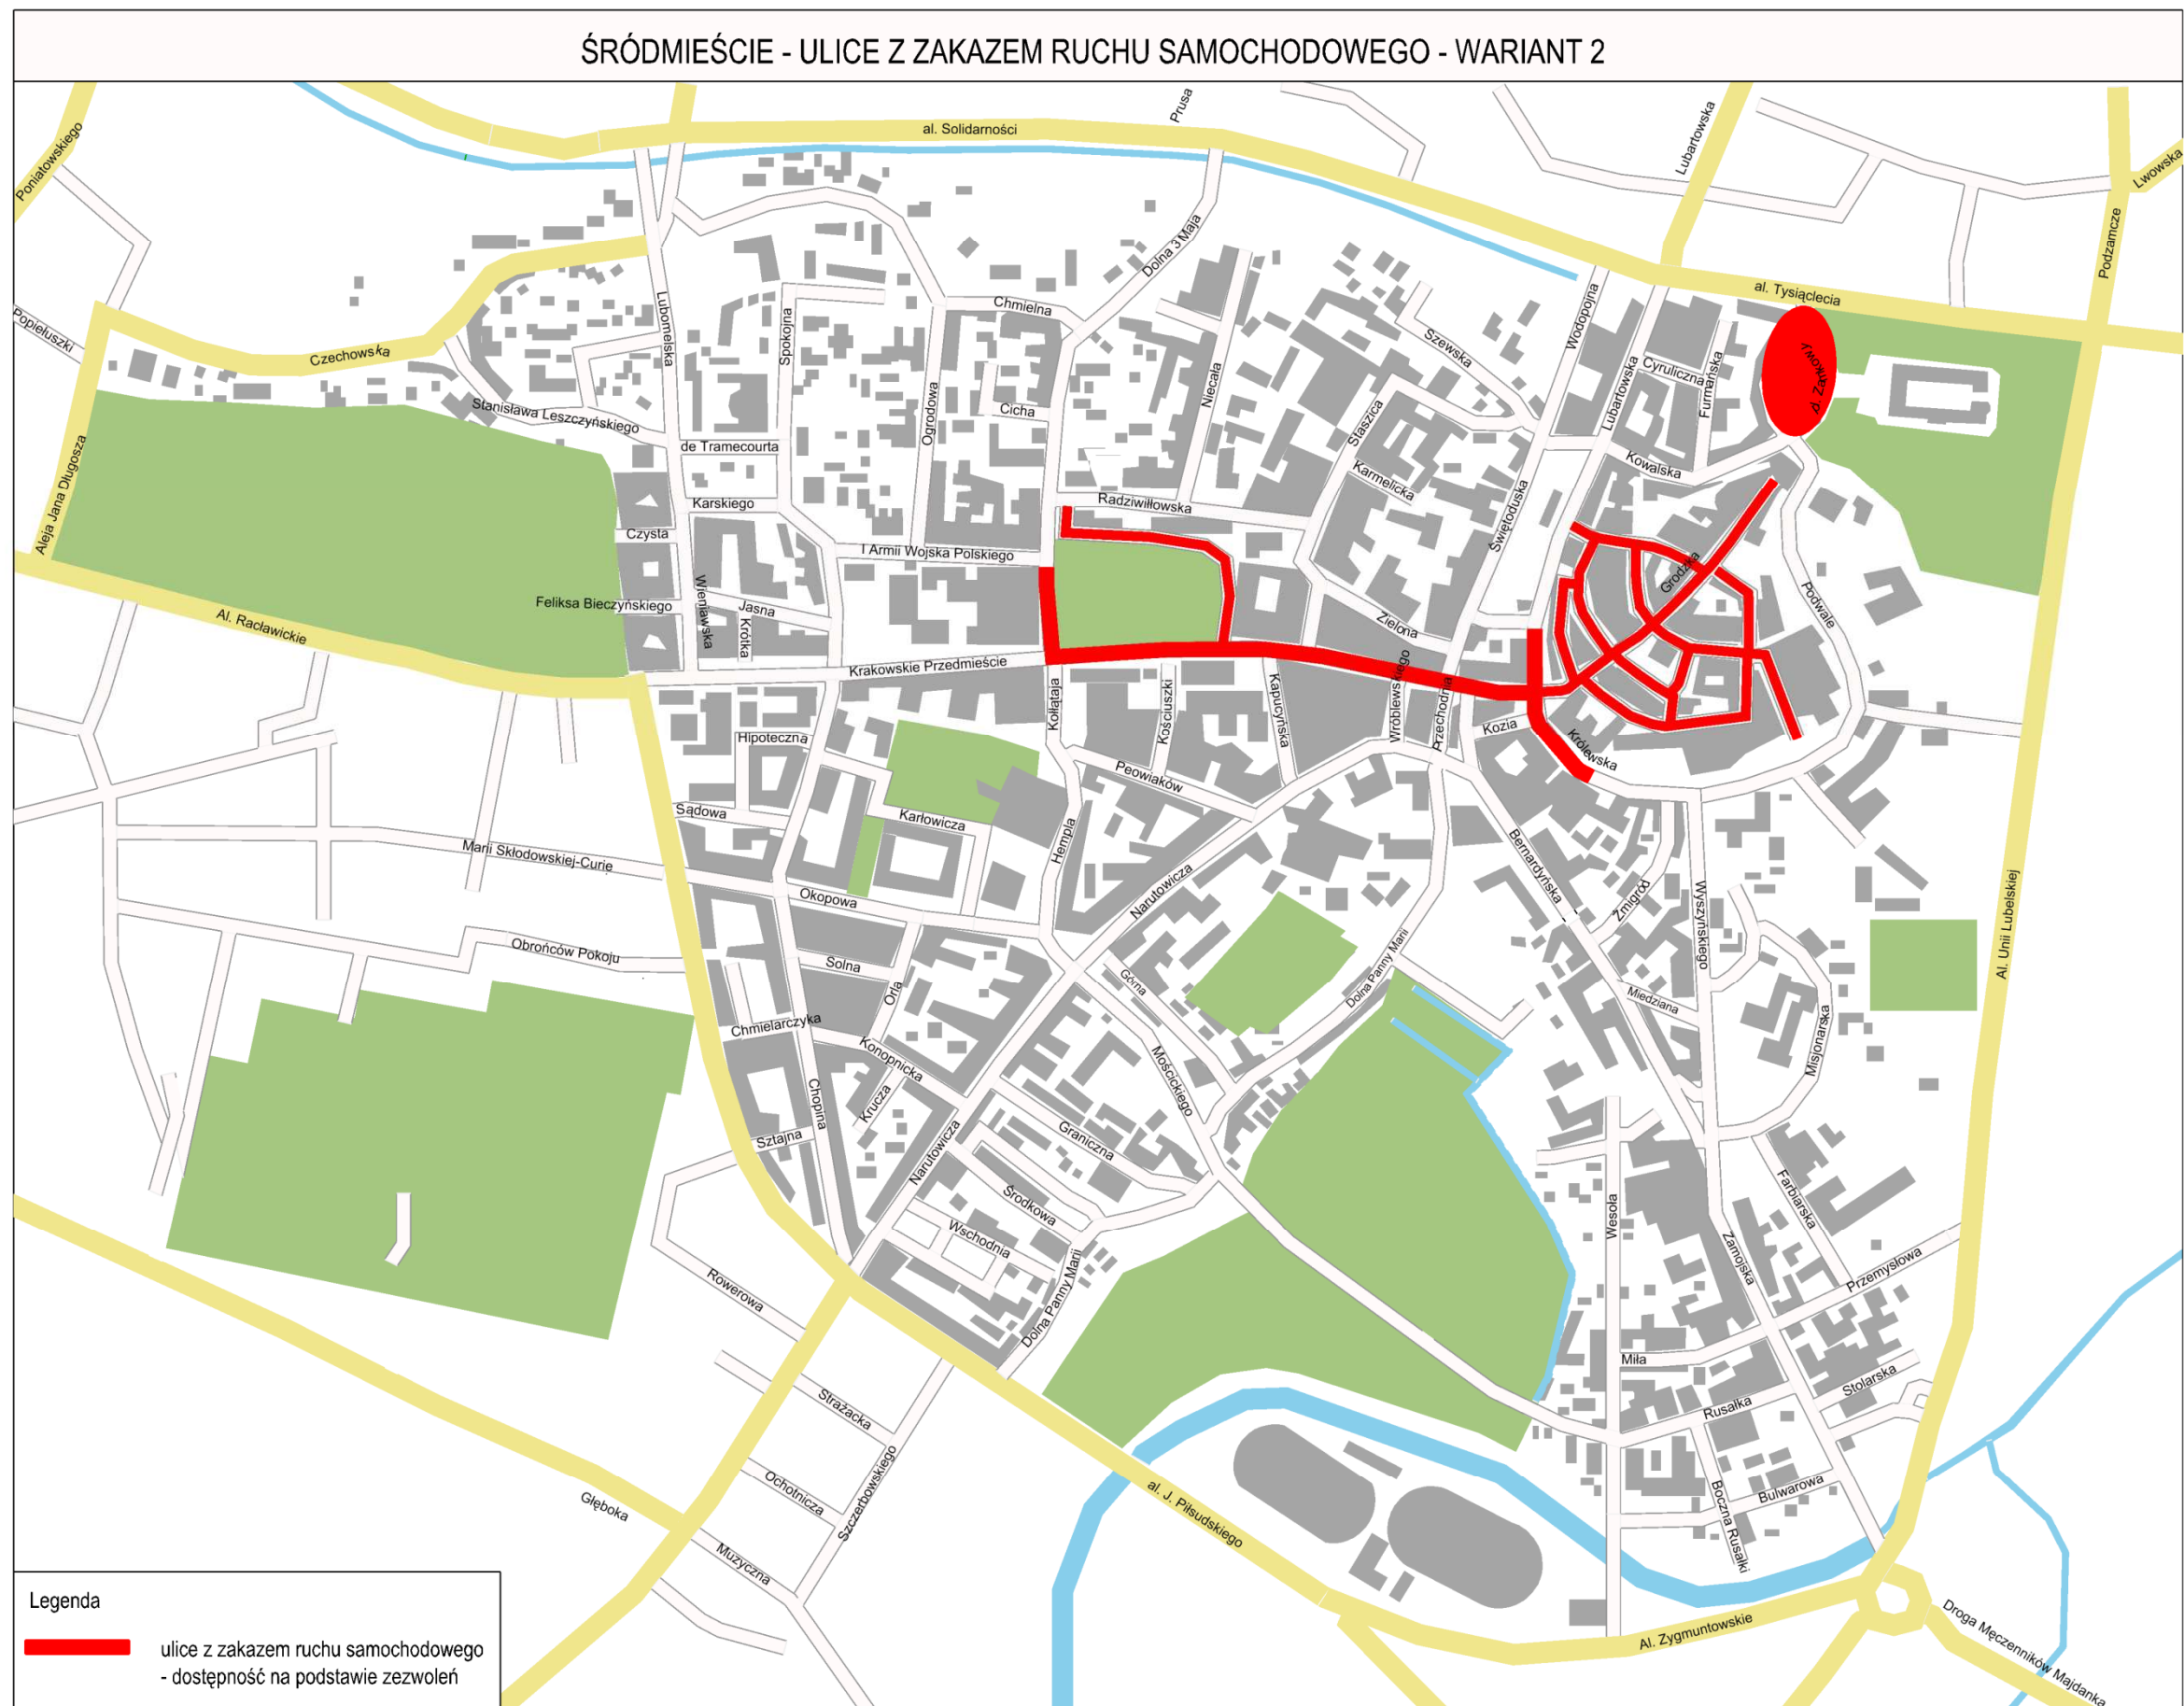 ŚRÓDMIEŚCIE - ULICE Z ZAKAZEM RUCHU SAMOCHODOWEGO - WARIANT 2
Poniatowskiego
al. Solidarności
Prusa
Lubartowska
Lwowska
Podzamcze
Dolna 3 Maja
al. Tysiąclecia
Popiełuszki
Czechowska
Lubomelska
Spokojna
Chmielna
Szewska
Wodopojna
Lubartowska
Cyruliczna
Furmańska
pl. Zamkowy
Niecała
Ogrodowa
Cicha
Staszica
Stanisława Leszczyńskiego
de Tramecourta
Karmelicka
Kowalska
Aleja Jana Długosza
Karskiego
Radziwiłłowska
Świętoduska
Czysta
I Armii Wojska Polskiego
Grodzka
Podwale
Feliksa Bieczyńskiego
Wieniawska
Jasna
Krótka
Zielona
Al. Racławickie
Krakowskie Przedmieście
Kołłątaja
Kościuszki
Kapucyńska
Wróblewskiego
Przechodnia
Kozia
Królewska
Hipoteczna
Peowiaków
Sądowa
Karłowicza
Hempla
Marii Skłodowskiej-Curie
Okopowa
Narutowicza
Bernardyńska
Żmigród
Wyszyńskiego
Al. Unii Lubelskiej
Obrońców Pokoju
Solna
Orla
Górna
Dolna Panny Marii
Miedziana
Misjonarska
Chmielarczyka
Konopnicka
Krucza
Chopina
Mościckiego
Sztajna
Narutowicza
Graniczna
Środkowa
Wschodnia
Dolna Panny Marii
Wesoła
Farbiarska
Zamojska
Przemysłowa
Rowerowa
Miła
Stolarska
Rusałka
Strażacka
Szczerbowskiego
Ochotnicza
Głęboka
al. J. Piłsudskiego
Boczna Rusałki
Bulwarowa
Muzyczna
Al. Zygmuntowskie
Droga Męczenników Majdanka
Legenda
ulice z zakazem ruchu samochodowego
- dostępność na podstawie zezwoleń